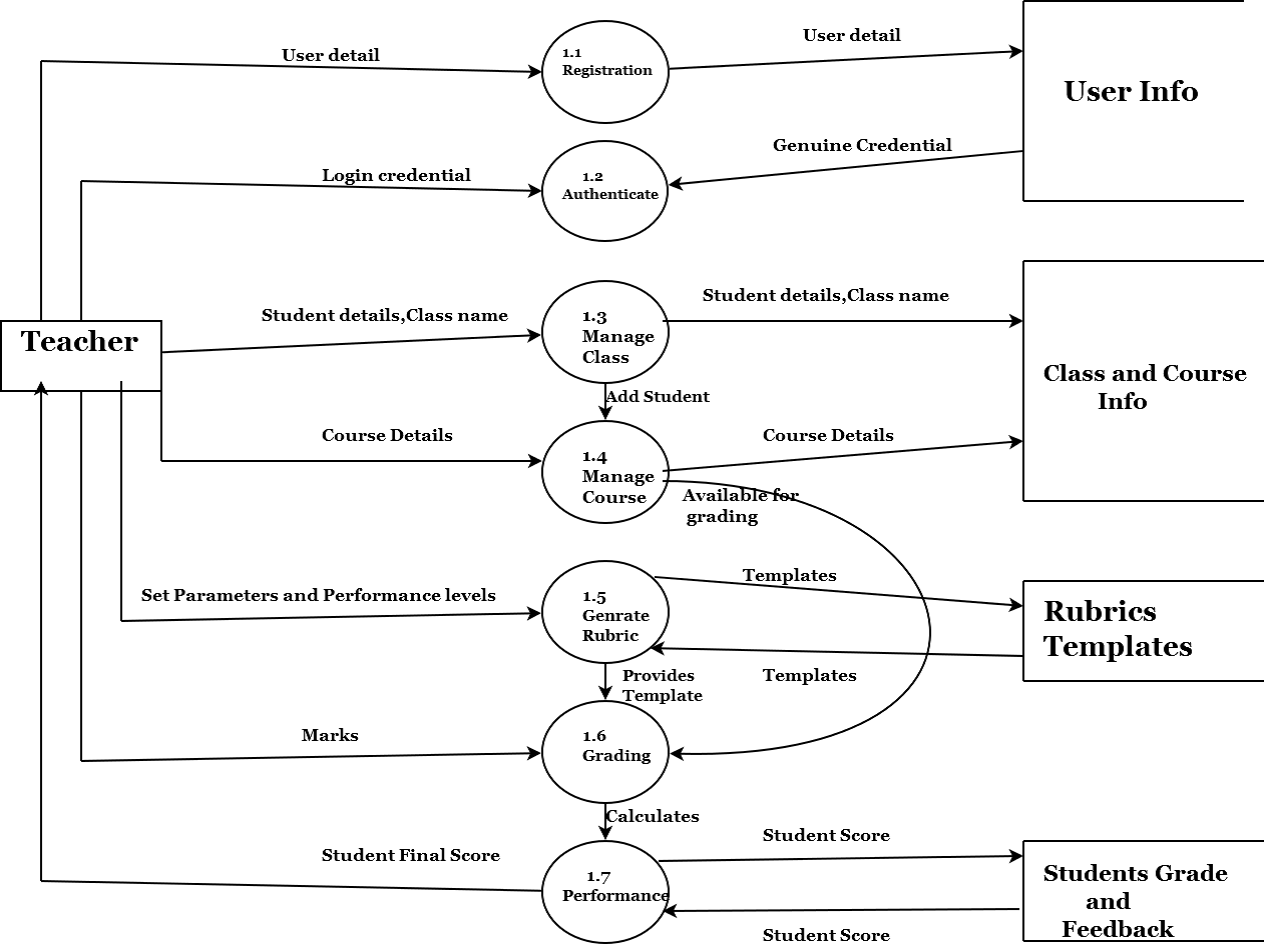 User detail
User detail
1.1
Registration
User Info
Genuine Credential
Login credential
1.2
Authenticate
Student details,Class name
Student details,Class name
1.3
Manage
Class
Teacher
Class and Course
Info
Add Student
Course Details
Course Details
1.4
Manage
Course
Available for
grading
Set Parameters and Performance levels
1.5
Genrate
Rubric
Templates
Rubrics
Templates
Provides
Template
Templates
Marks
1.6
Grading
Calculates
Student Score
Student Final Score
1.7
Performance
Students Grade
and
Feedback
Student Score